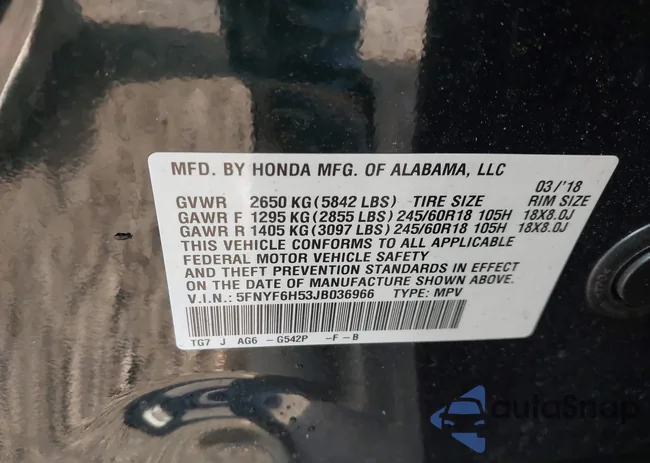 MFD. BY HONDA MFG. OF ALABAMA, LLC
03/'18
GVWR 2650 KG (5842 LBS) TIRE SIZE RIM SIZE
GAWR F 1295 KG (2855 LBS) 245/60R18 105H 18X8.0J
GAWR R 1405 KG (3097 LBS) 245/60R18 105H 18X8.0J
THIS VEHICLE CONFORMS TO ALL APPLICABLE
FEDERAL MOTOR VEHICLE SAFETY
AND THEFT PREVENTION STANDARDS IN EFFECT
ON THE DATE OF MANUFACTURE SHOWN ABOVE.
V.I.N.: 5FNYF6H53JB036966 TYPE: MPV
TG7 J AG6 -G542P -F-B
autaSnap